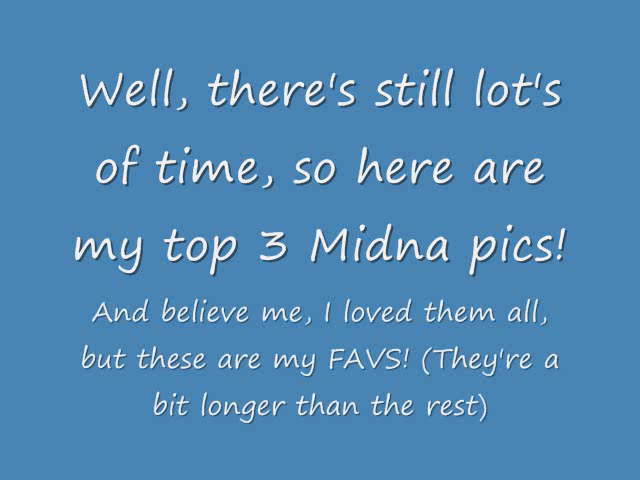 Well, there's still lot's
of time, so here are
my top 3 Midna pics!
And believe me, I loved them all,
but these are my FAVS! (They're a
bit longer than the rest)